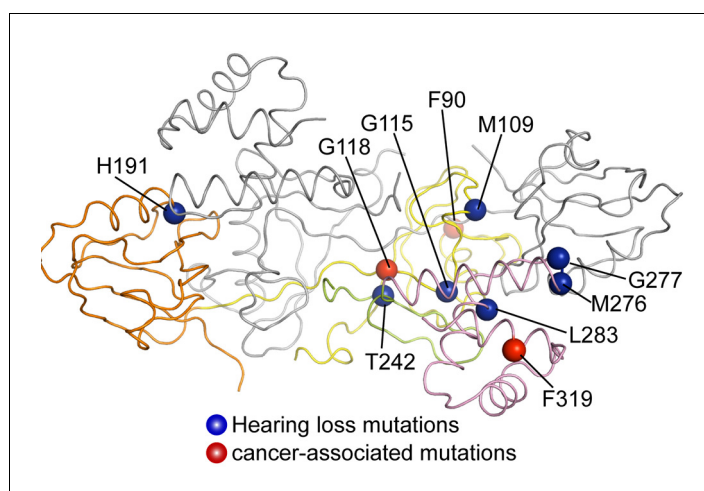 F90
G115
M109
G118
H191
G277
M276
L283
T242
F319
Hearing loss mutations
cancer-associated mutations